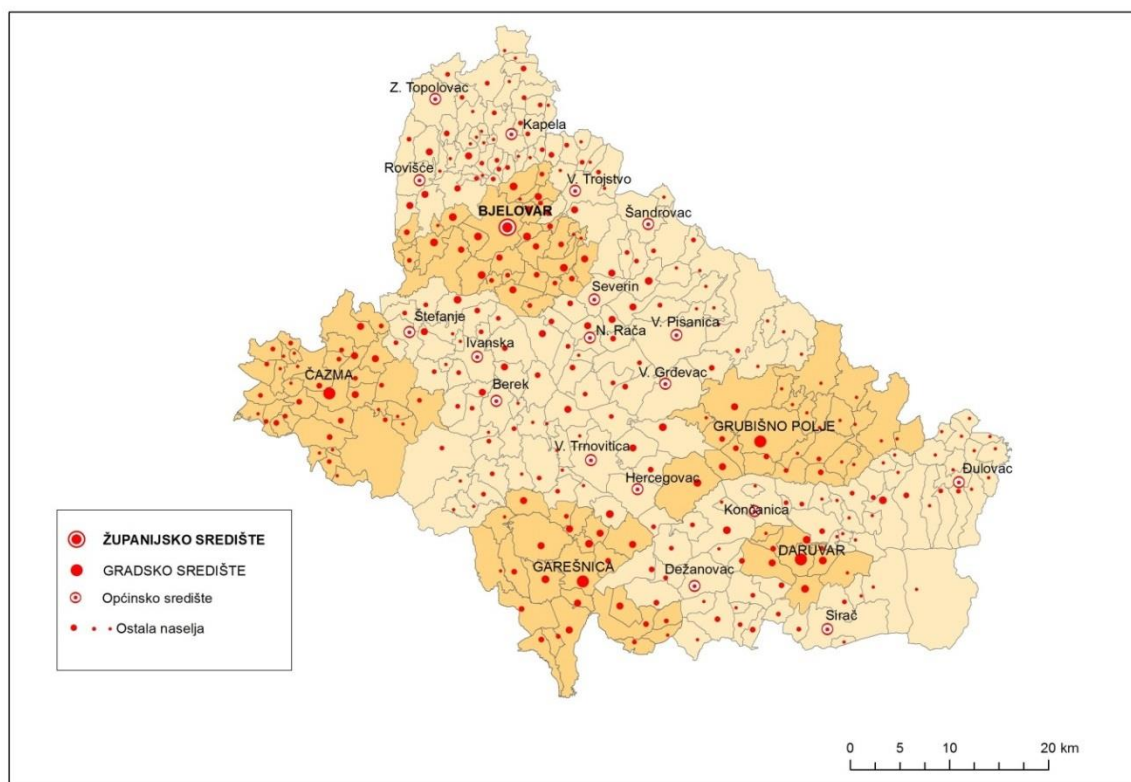 Z. Topolovac
Kapela
Rovišće
V. Trojstvo
BJELOVAR
Šandrovac
Severin
Štefanje
N. Rača
V. Pisanica
Ivanska
ČAZMA
V. Grđevac
Berek
GRUBIŠNO POLJE
V. Trnovitica
Hercegovac
Đulovac
Končanica
DARUVAR
GAREŠNICA
Dežanovac
Sirač
ŽUPANIJSKO SREDIŠTE
GRADSKO SREDIŠTE
Općinsko središte
Ostala naselja
0 5 10 20 km